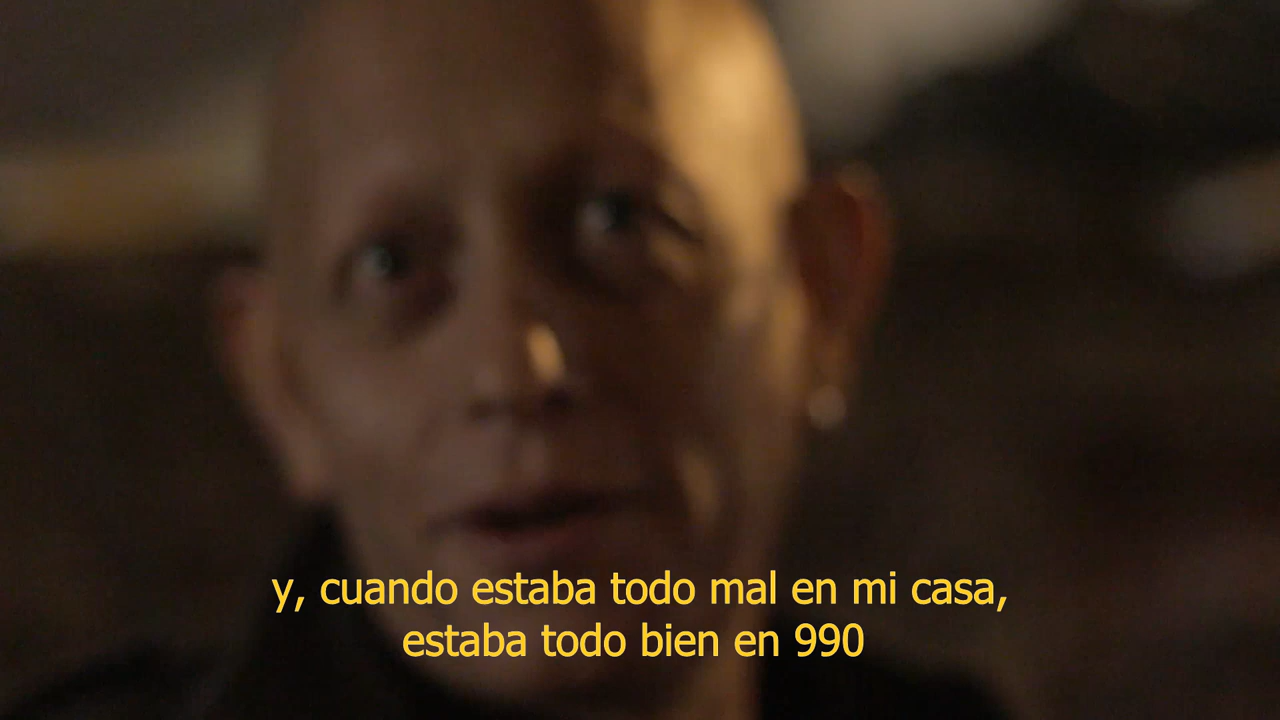 y, cuando estaba todo mal en mi casa,
estaba todo bien en 990